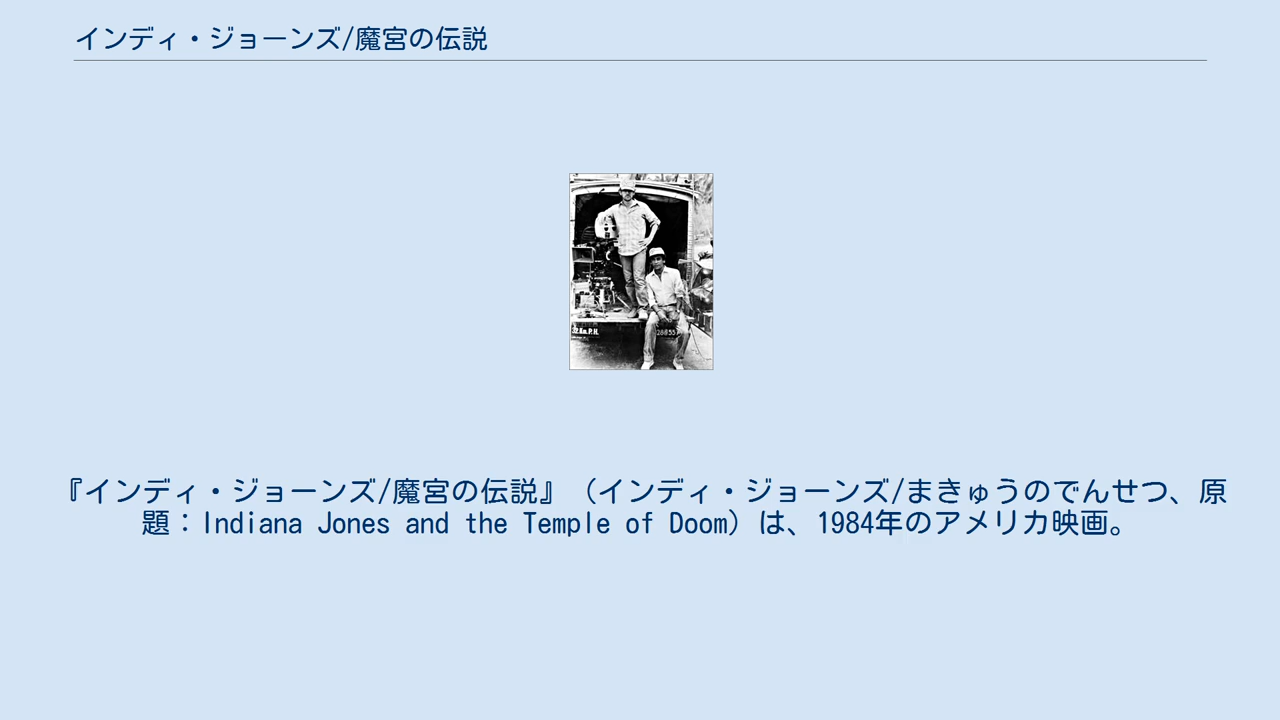 インディ・ジョーンズ/魔宮の伝説
『インディ・ジョーンズ/魔宮の伝説』（インディ・ジョーンズ/まきゅうのでんせつ、原
題：Indiana Jones and the Temple of Doom）は、1984年のアメリカ映画。